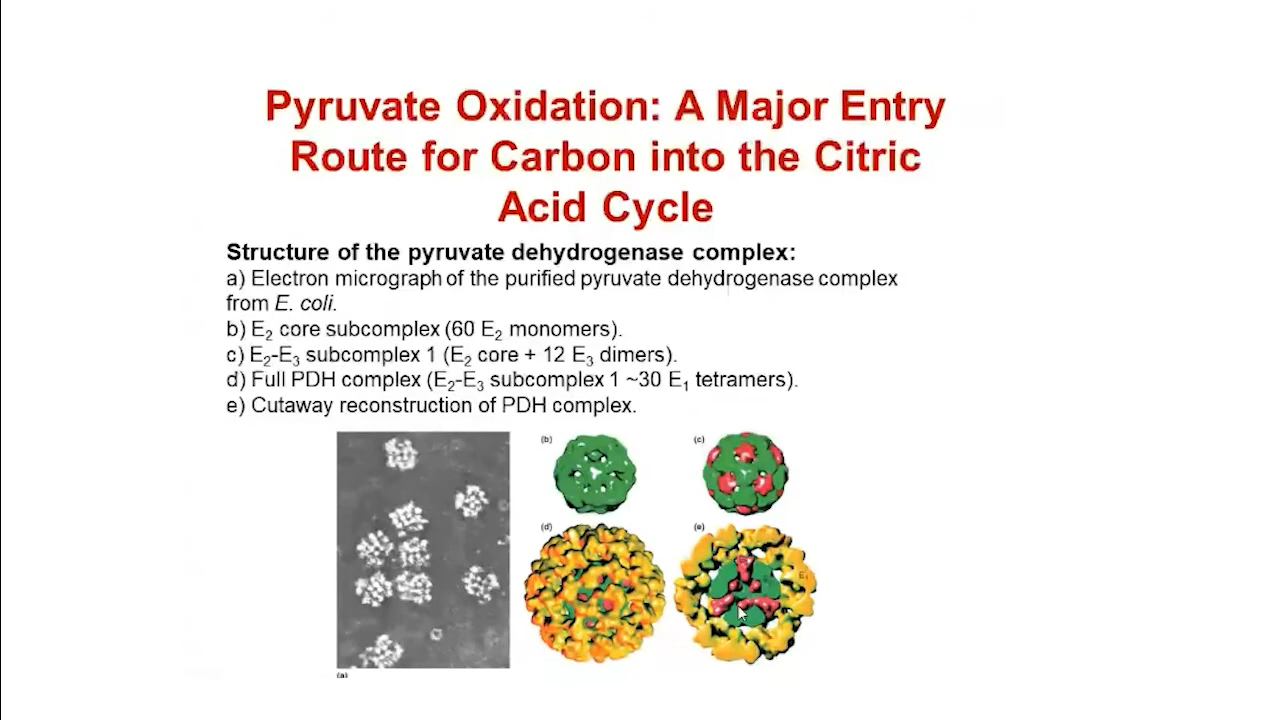 Pyruvate Oxidation: A Major Entry
Route for Carbon into the Citric
Acid Cycle
Structure of the pyruvate dehydrogenase complex:
a) Electron micrograph of the purified pyruvate dehydrogenase complex
from E. coli.
b) E₂ core subcomplex (60 E₂ monomers).
c) E₂-E₃ subcomplex 1 (E₂ core + 12 E₃ dimers).
d) Full PDH complex (E₂-E₃ subcomplex 1 ~30 E₁ tetramers).
e) Cutaway reconstruction of PDH complex.
(b)
(c)
(d)
(e)
E₁
(a)